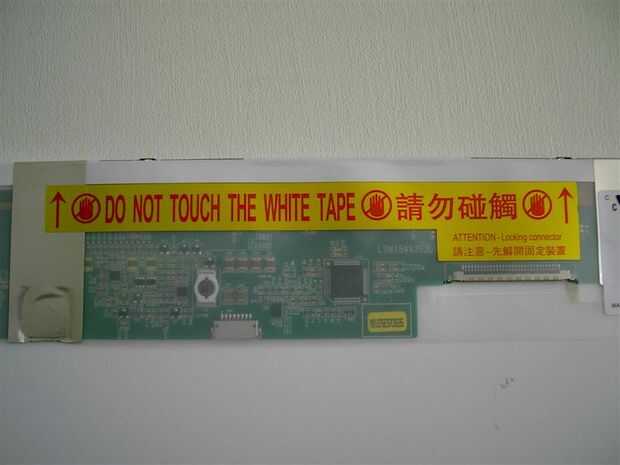 DO NOT TOUCH THE WHITE TAPE 請勿碰觸
ATTENTION - Locking connector
請注意-先解開固定裝置